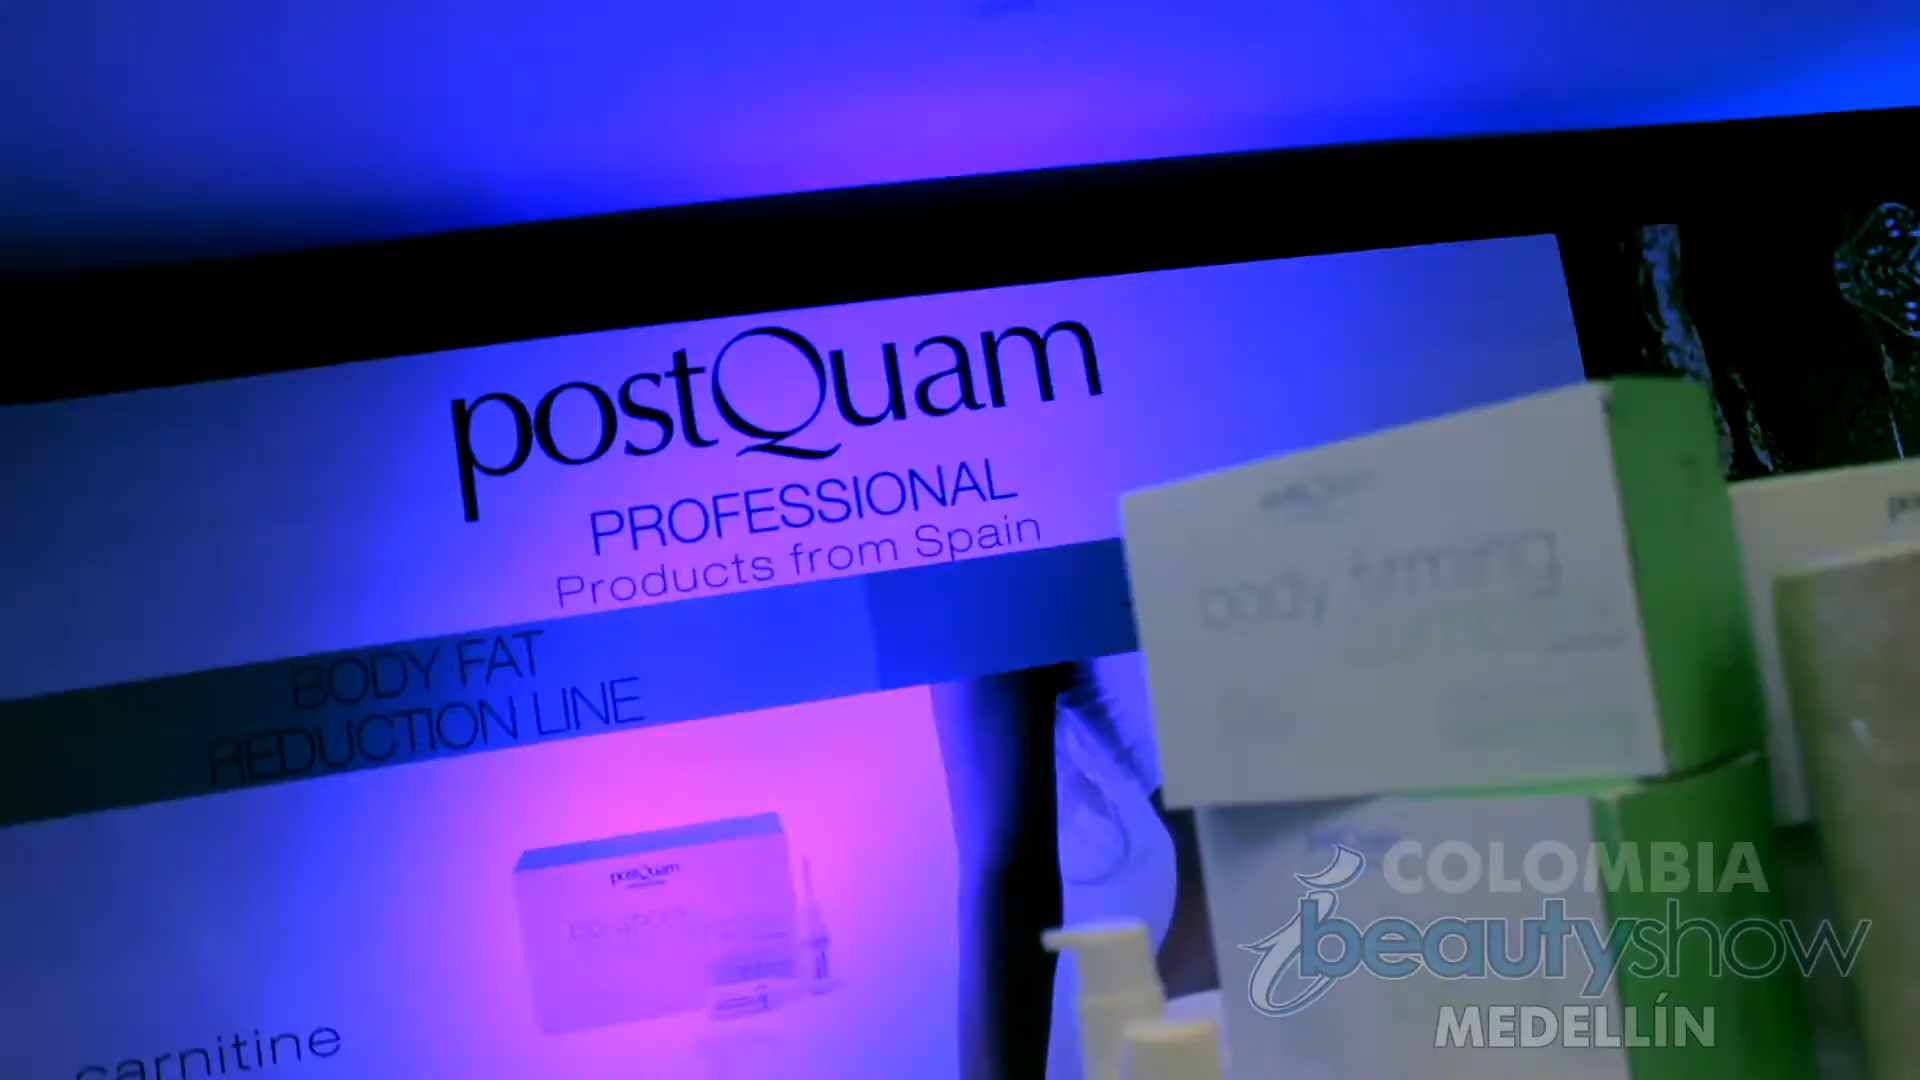 postQuam
PROFESSIONAL
Products from Spain
BODY FAT
REDUCTION LINE
postQuam
carnitine
body firming
COLOMBIA
beautyshow
MEDELLÍN